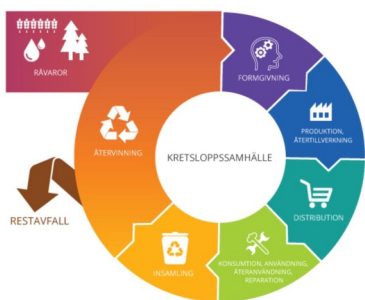 RÅVAROR
FORMGIVNING
PRODUKTION,
ÅTERTILLVERKNING
DISTRIBUTION
KONSUMTION, ANVÄNDNING,
ÅTERANVÄNDNING,
REPARATION
INSAMLING
ÅTERVINNING
RESTAVFALL
KRETSLOPPSSAMHÄLLE